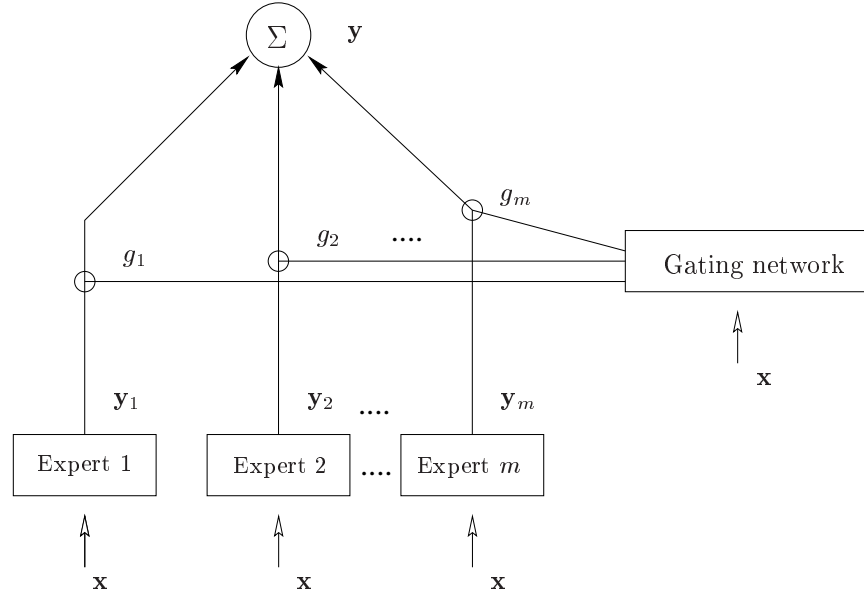 Σ y
g_m
g_2 ....
g_1
Gating network
x
y_1 y_2 .... y_m
Expert 1 Expert 2 .... Expert m
x x x